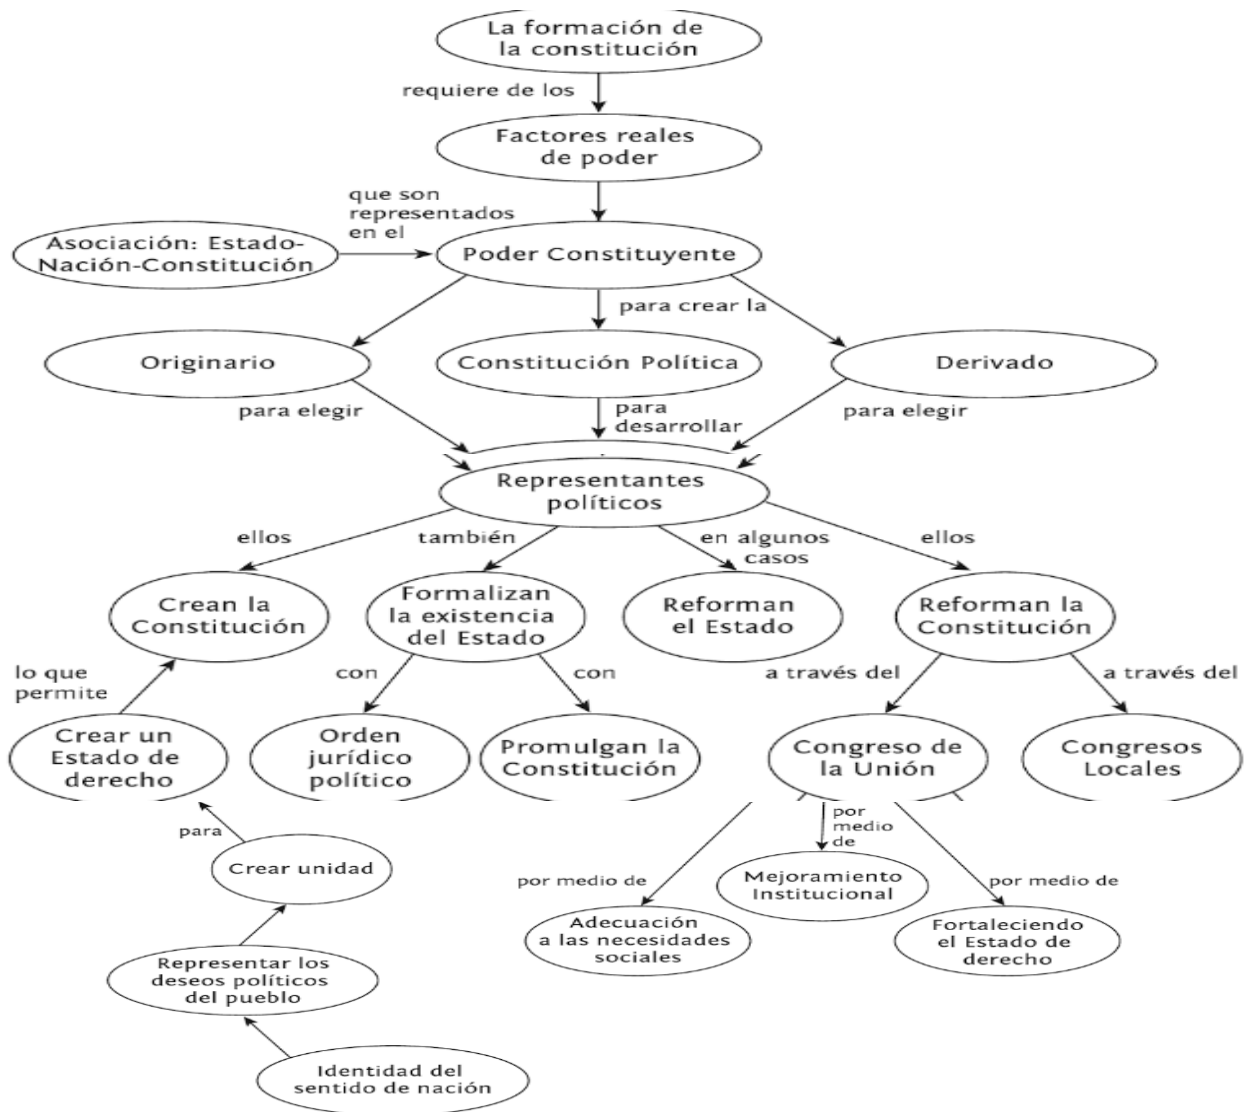 La formación de
la constitución
requiere de los
Factores reales
de poder
que son
representados
en el
Asociación: Estado-
Nación-Constitución
Poder Constituyente
para crear la
Originario
Constitución Política
Derivado
para elegir
para
desarrollar
para elegir
Representantes
políticos
ellos
también
en algunos
casos
ellos
Crean la
Constitución
Formalizan
la existencia
del Estado
Reforman
el Estado
Reforman la
Constitución
lo que
permite
con
con
a través del
a través del
Crear un
Estado de
derecho
Orden
jurídico
político
Promulgan la
Constitución
Congreso de
la Unión
Congresos
Locales
para
Crear unidad
por medio de
por
medio
de
por medio de
Mejoramiento
Institucional
Adecuación
a las necesidades
sociales
Fortaleciendo
el Estado de
derecho
Representar los
deseos políticos
del pueblo
Identidad del
sentido de nación